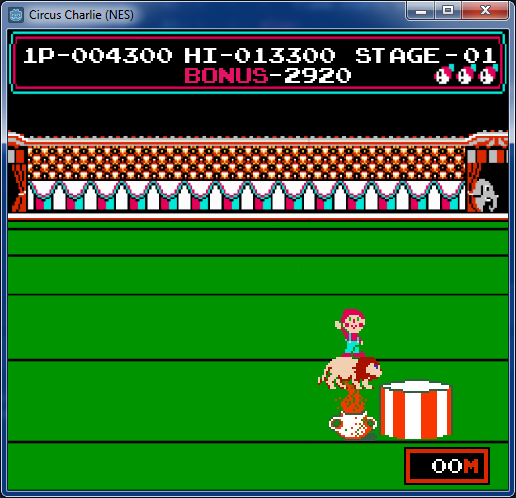 Circus Charlie (NES)
1P-004300 HI-013300 STAGE-01
BONUS-2920
00M